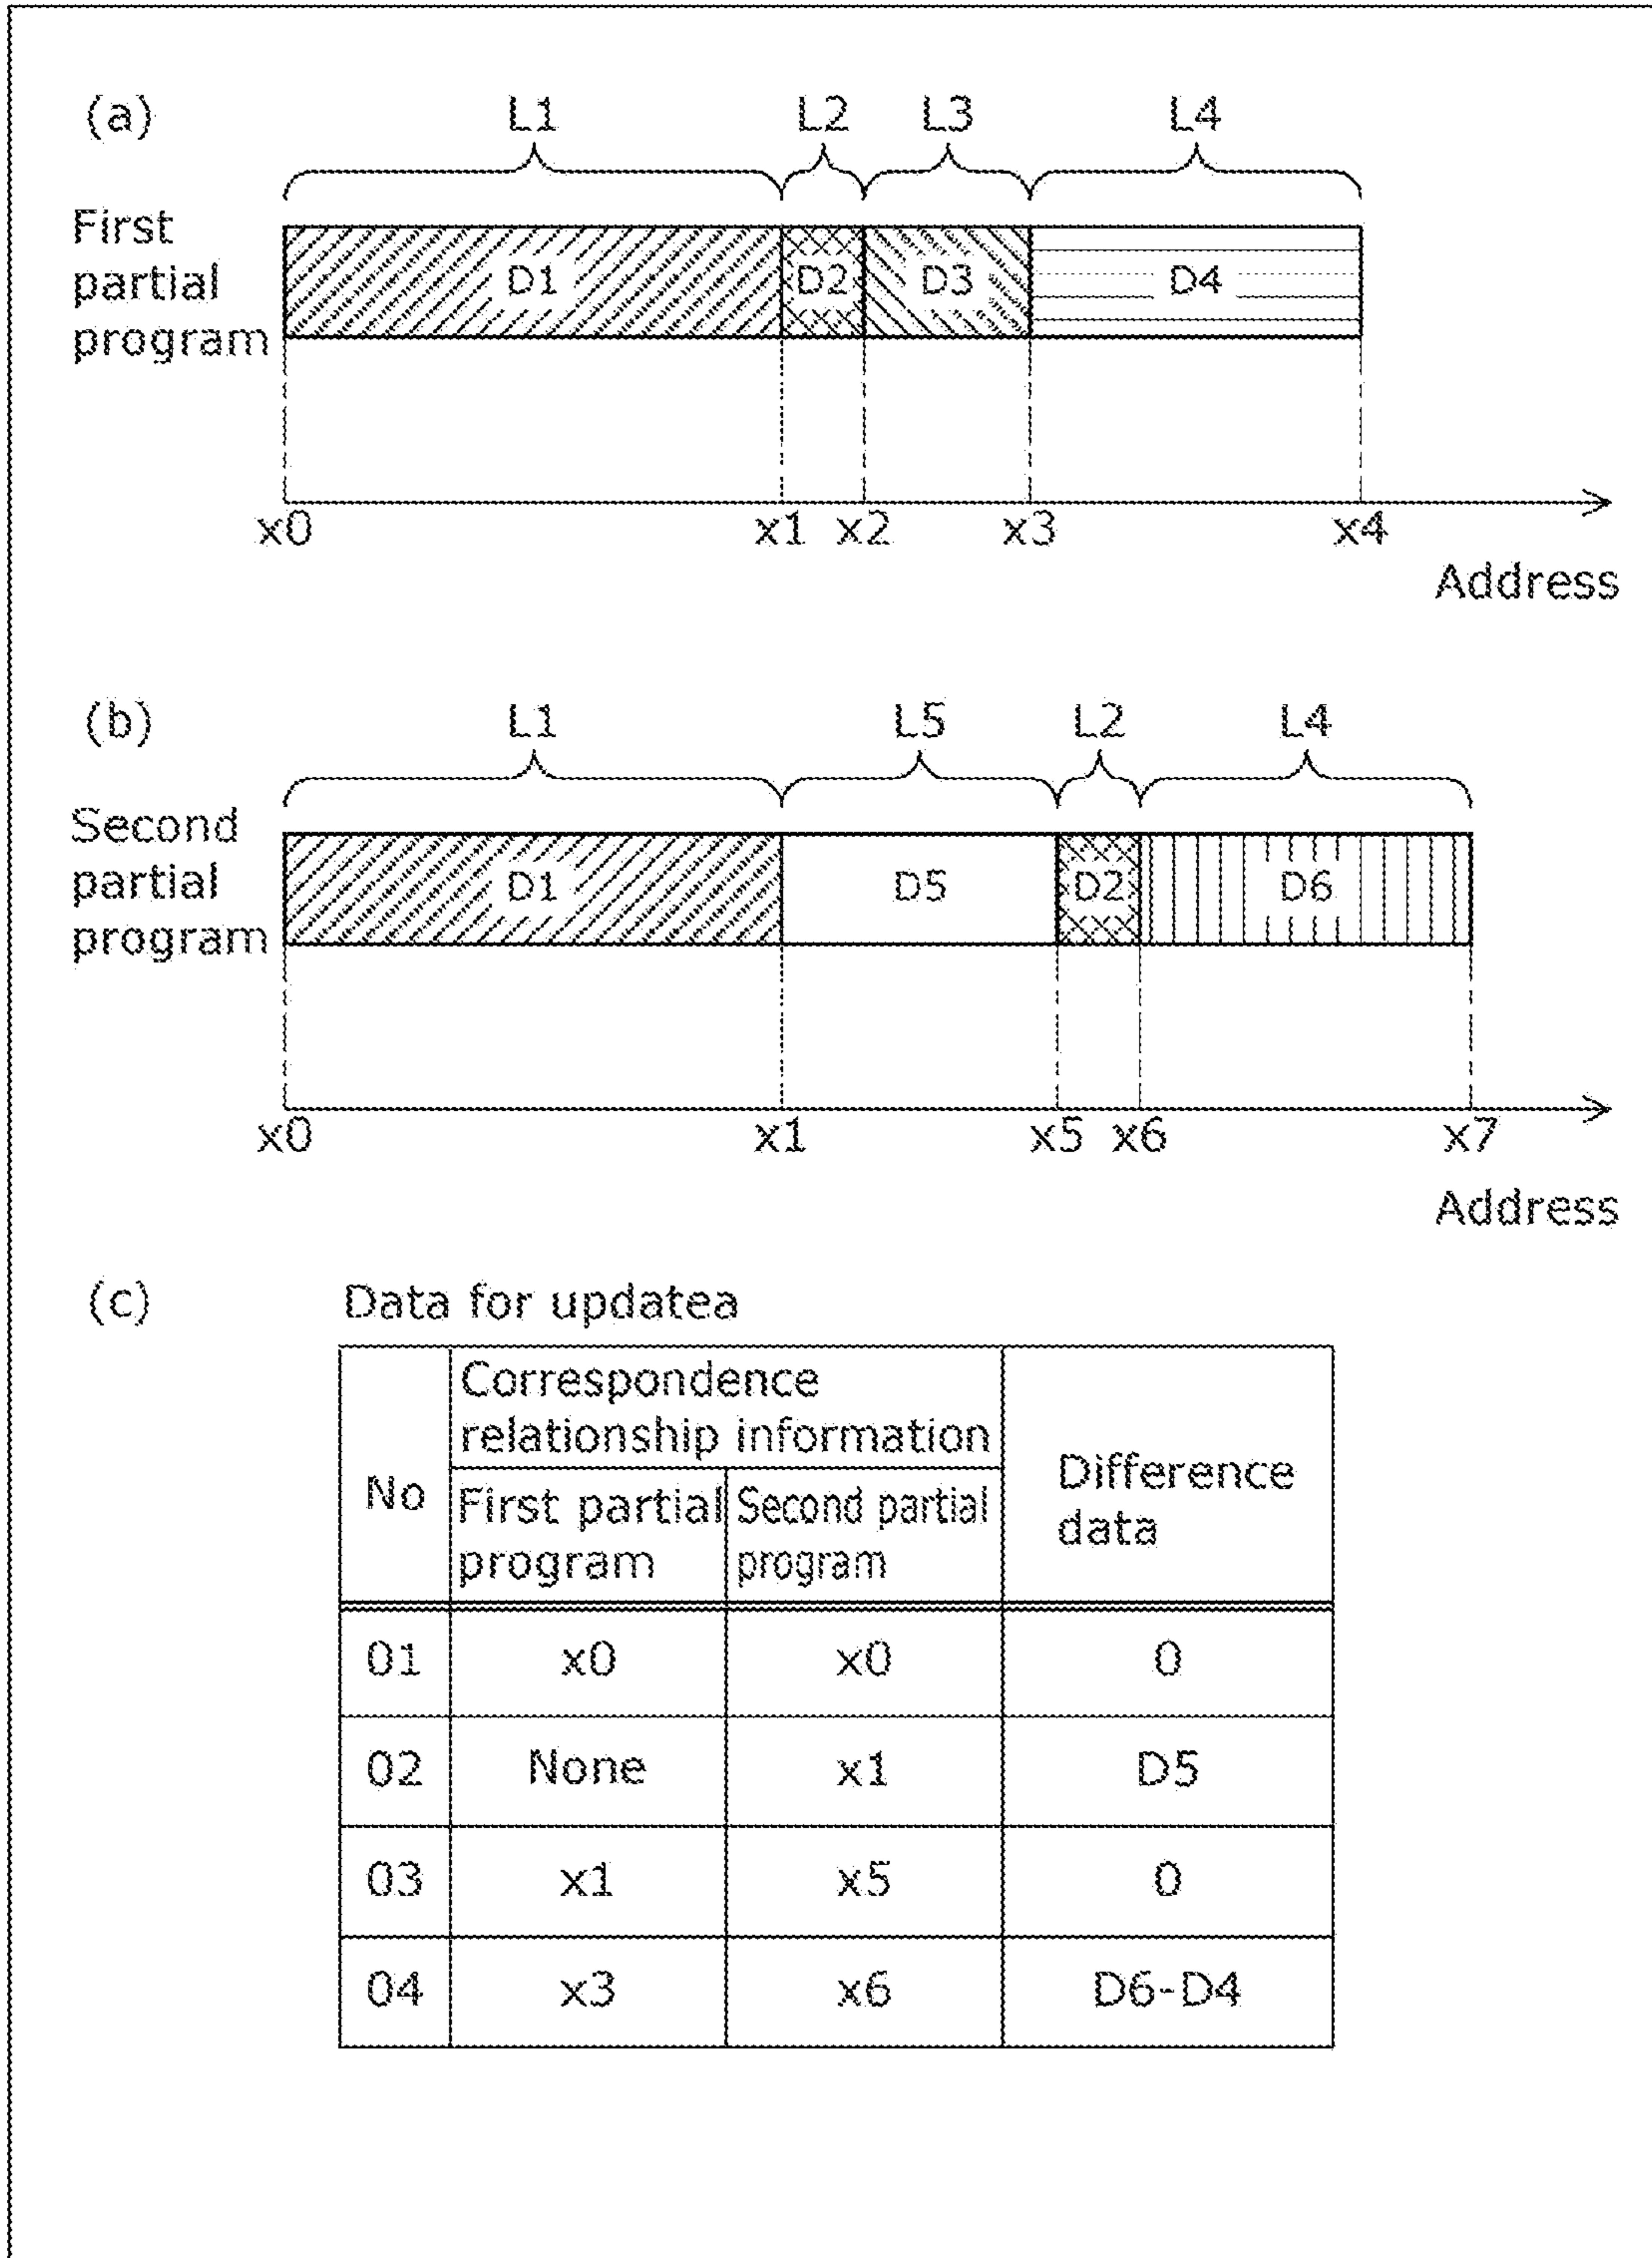 (a)
L1 L2 L3 L4
First
partial
program
D1 D2 D3 D4
x0 x1 x2 x3 x4
Address
(b)
L1 L5 L2 L4
Second
partial
program
D1 D5 D2 D6
x0 x1 x5 x6 x7
Address
(c) Data for updatea
No
Correspondence
relationship information
First partial
program
Second partial
program
Difference
data
01 x0 x0 0
02 None x1 D5
03 x1 x5 0
04 x3 x6 D6-D4